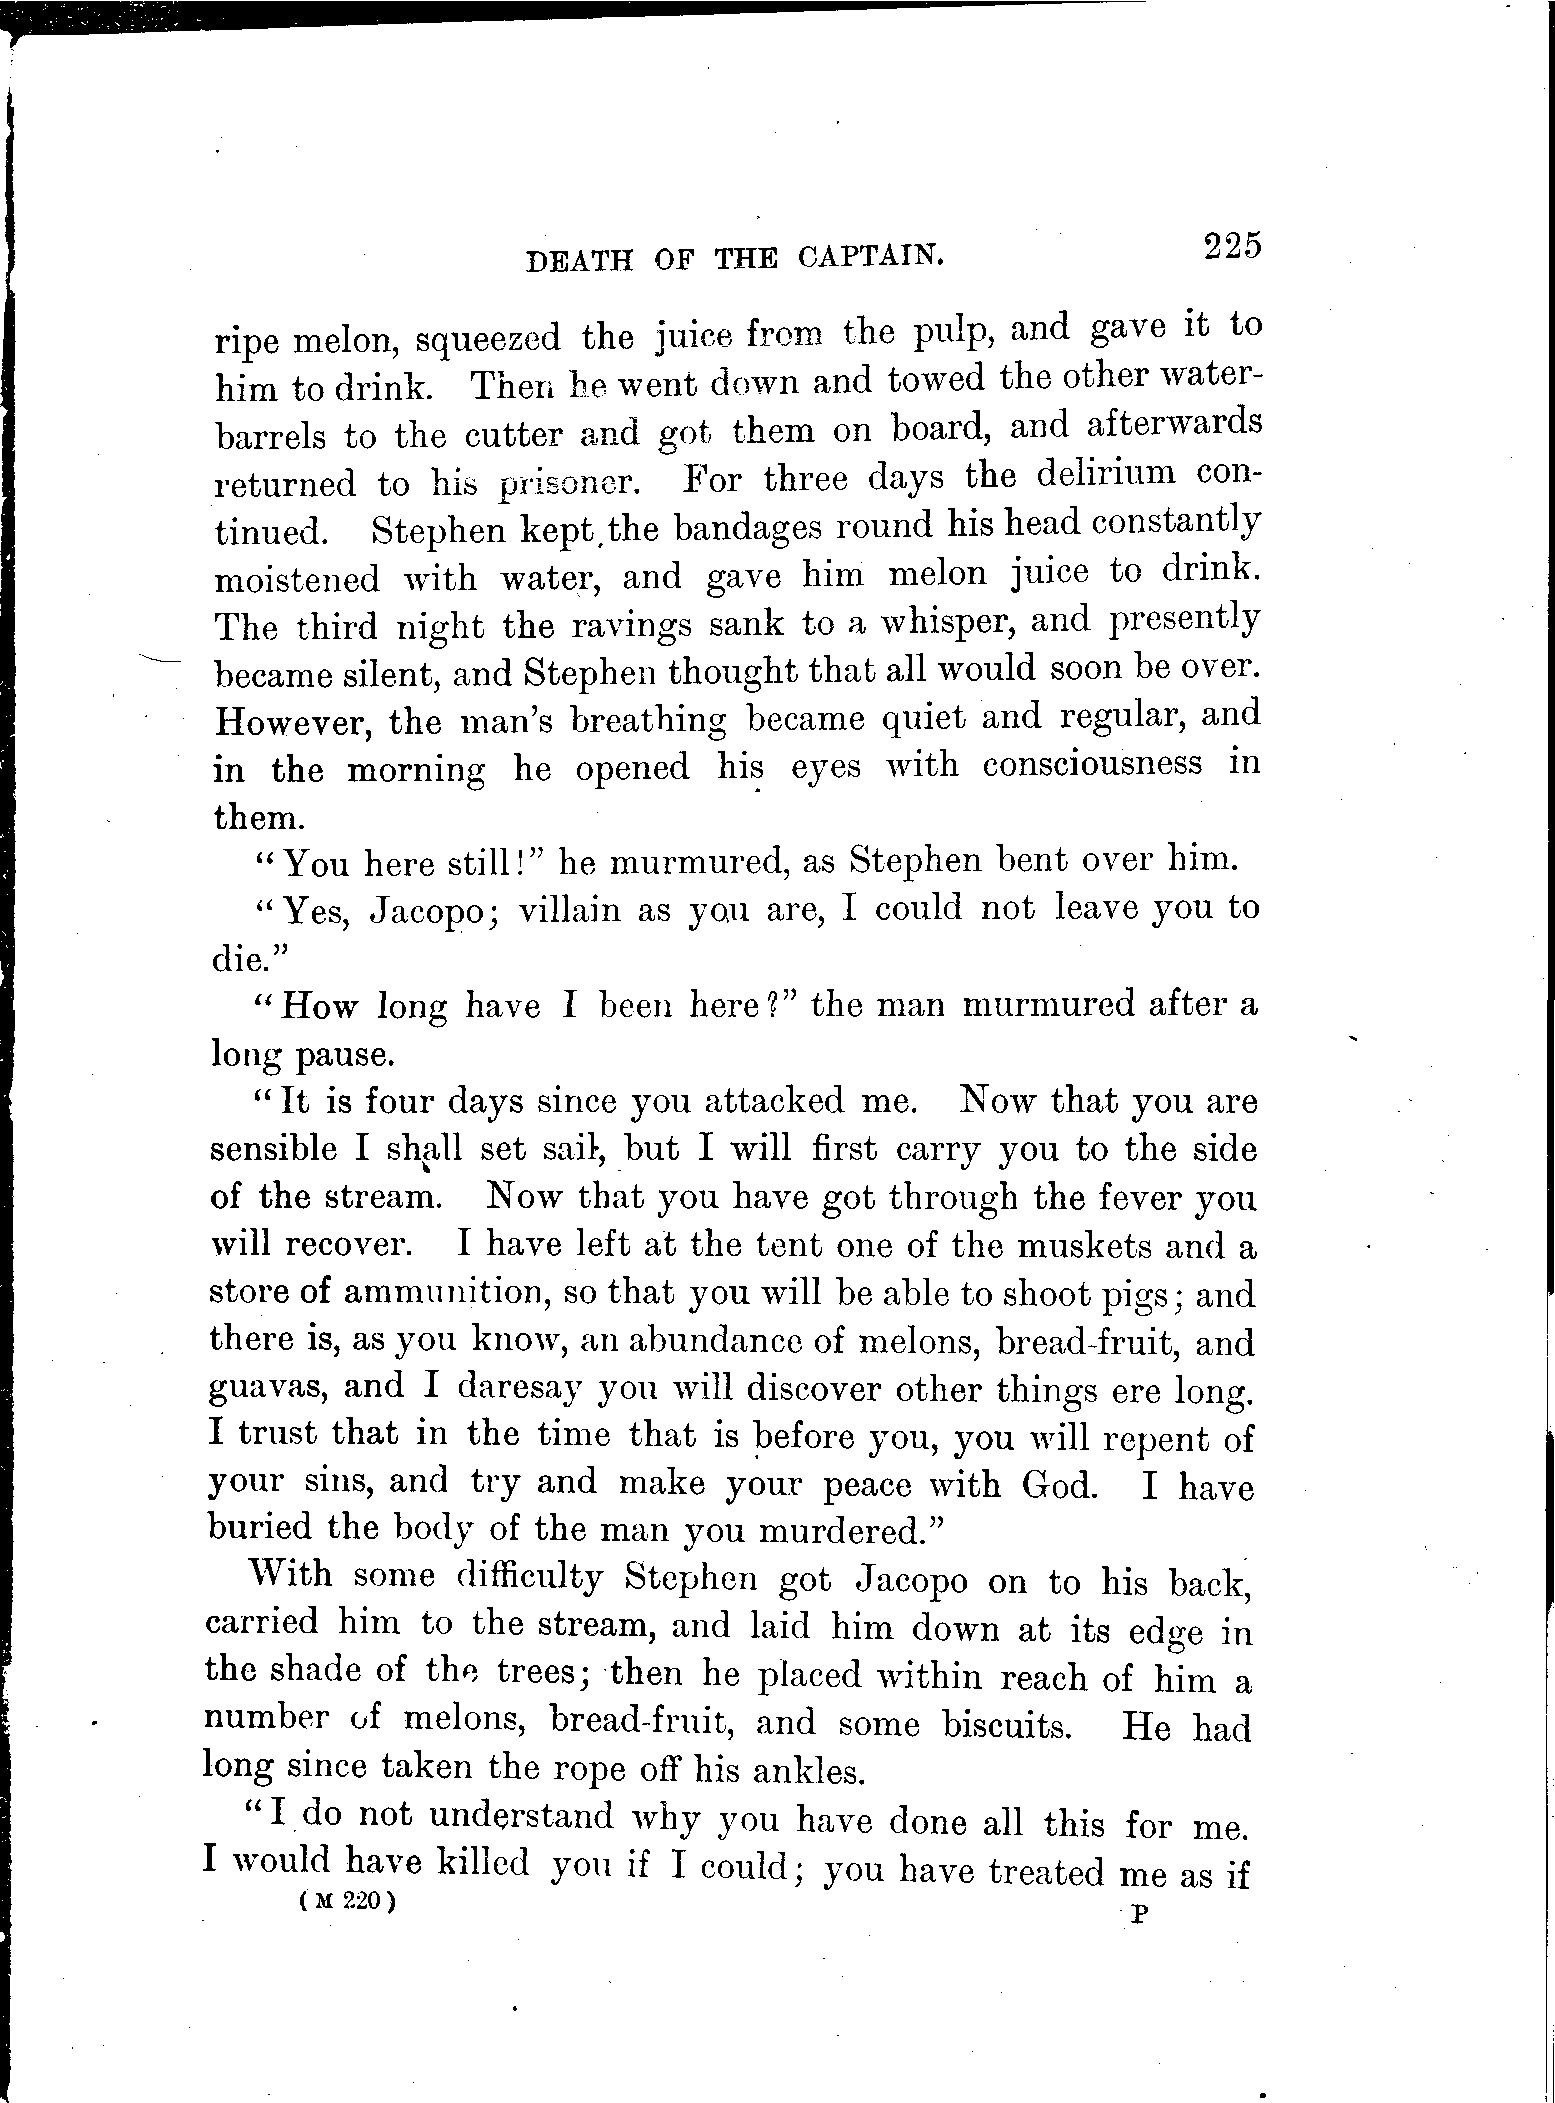 DEATH OF THE CAPTAIN. 225
ripe melon, squeezed the juice from the pulp, and gave it to
him to drink. Then he went down and towed the other water-
barrels to the cutter and got them on board, and afterwards
returned to his prisoner. For three days the delirium con-
tinued. Stephen kept the bandages round his head constantly
moistened with water, and gave him melon juice to drink.
The third night the ravings sank to a whisper, and presently
became silent, and Stephen thought that all would soon be over.
However, the man's breathing became quiet and regular, and
in the morning he opened his eyes with consciousness in
them.
"You here still!" he murmured, as Stephen bent over him.
"Yes, Jacopo; villain as you are, I could not leave you to
die."
"How long have I been here?" the man murmured after a
long pause.
"It is four days since you attacked me. Now that you are
sensible I shall set sail, but I will first carry you to the side
of the stream. Now that you have got through the fever you
will recover. I have left at the tent one of the muskets and a
store of ammunition, so that you will be able to shoot pigs; and
there is, as you know, an abundance of melons, bread-fruit, and
guavas, and I daresay you will discover other things ere long.
I trust that in the time that is before you, you will repent of
your sins, and try and make your peace with God. I have
buried the body of the man you murdered."
With some difficulty Stephen got Jacopo on to his back,
carried him to the stream, and laid him down at its edge in
the shade of the trees; then he placed within reach of him a
number of melons, bread-fruit, and some biscuits. He had
long since taken the rope off his ankles.
"I do not understand why you have done all this for me.
I would have killed you if I could; you have treated me as if
(M 220) P